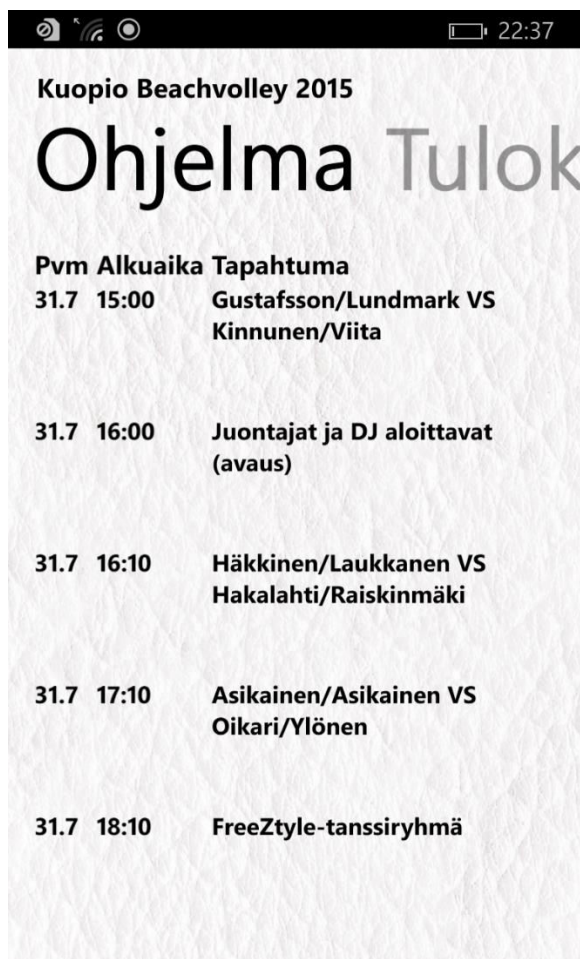 22:37
Kuopio Beachvolley 2015
Ohjelma Tulok
Pvm Alkuaika Tapahtuma
31.7 15:00 Gustafsson/Lundmark VS
Kinnunen/Viita
31.7 16:00 Juontajat ja DJ aloittavat
(avaus)
31.7 16:10 Häkkinen/Laukkanen VS
Hakalahti/Raiskinmäki
31.7 17:10 Asikainen/Asikainen VS
Oikari/Ylönen
31.7 18:10 FreeZtyle-tanssiryhmä